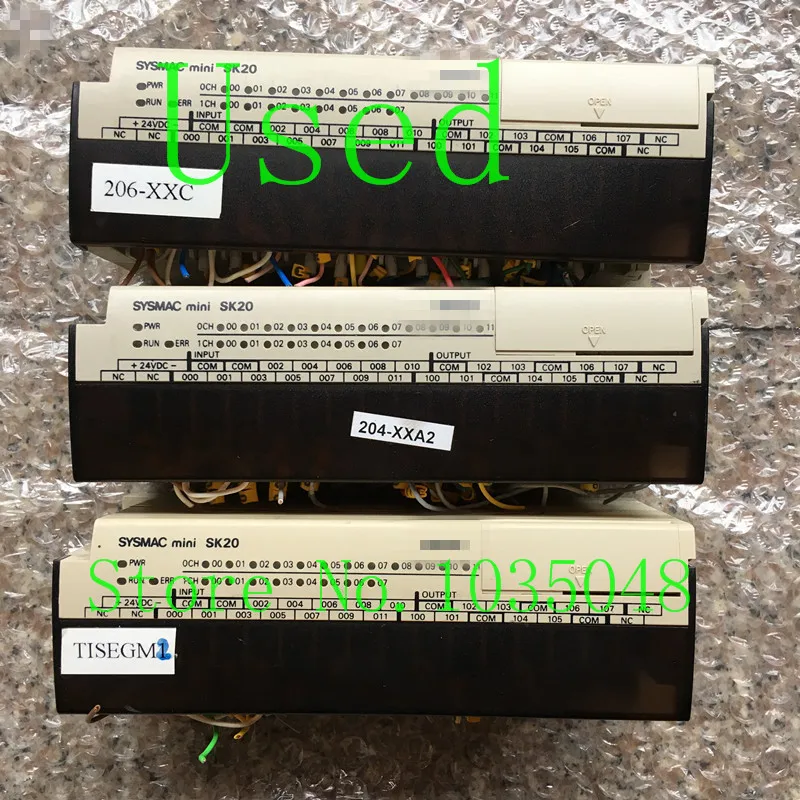 Used
SYSMAC mini SK20
PWR 0CH 00 01 02 03 04 05 06 07 08 09 10 11
RUN ERR 1CH 00 01 02 03 04 05 06 07
OPEN
INPUT OUTPUT
+ 24VDC - COM COM 002 004 006 008 010 COM 102 103 COM 106 107 NC
NC NC 000 001 003 005 007 009 011 100 101 COM 104 105 COM NC
206-XXC
SYSMAC mini SK20
PWR 0CH 00 01 02 03 04 05 06 07 08 09 10 11
RUN ERR 1CH 00 01 02 03 04 05 06 07
OPEN
INPUT OUTPUT
+ 24VDC - COM COM 002 004 006 008 010 COM 102 103 COM 106 107 NC
NC NC 000 001 003 005 007 009 011 100 101 COM 104 105 COM NC
204-XXA2
SYSMAC mini SK20
PWR 0CH 00 01 02 03 04 05 06 07 08 09 10
RUN ERR 1CH 00 01 02 03 04 05 06 07
OPEN
Store No 1035048
INPUT OUTPUT
+ 24VDC - COM COM 002 004 006 008 010 COM 102 103 COM 106 107 NC
NC NC 000 001 003 005 007 009 011 100 101 COM 104 105 COM NC
TISEGM1